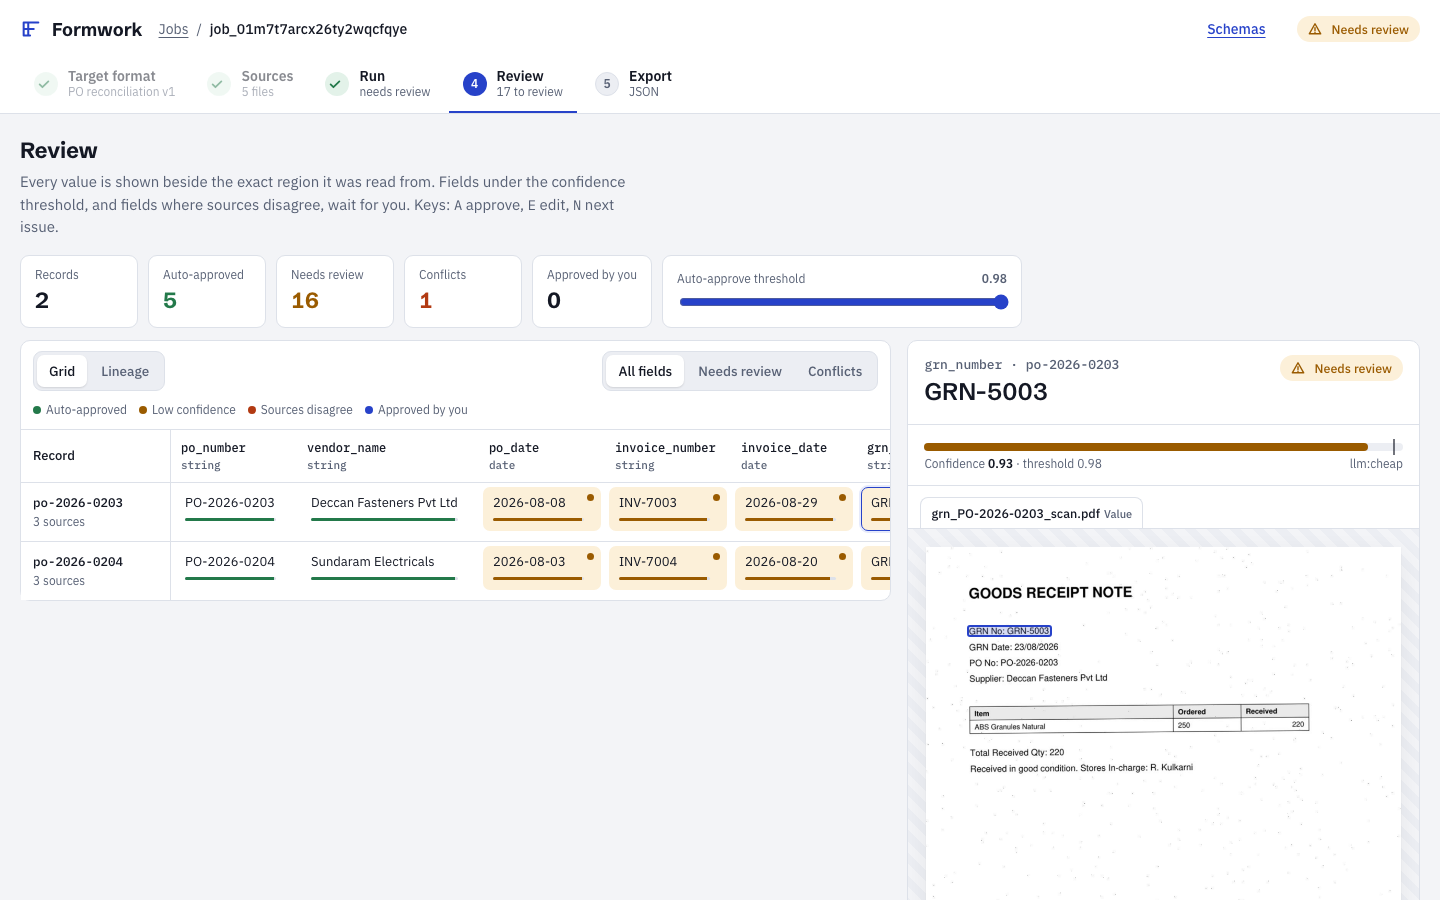 Formwork Jobs / job_01m7t7arcx26ty2wqcfqye Schemas Needs review
Target format
PO reconciliation v1
Sources
5 files
Run
needs review
4 Review
17 to review
5 Export
JSON
Review
Every value is shown beside the exact region it was read from. Fields under the confidence
threshold, and fields where sources disagree, wait for you. Keys: A approve, E edit, N next
issue.
Records
2
Auto-approved
5
Needs review
16
Conflicts
1
Approved by you
0
Auto-approve threshold 0.98
Grid Lineage All fields Needs review Conflicts
Auto-approved Low confidence Sources disagree Approved by you
Record
po_number
string
vendor_name
string
po_date
date
invoice_number
string
invoice_date
date
grn_
stri
po-2026-0203
3 sources
PO-2026-0203 Deccan Fasteners Pvt Ltd 2026-08-08 INV-7003 2026-08-29 GR
po-2026-0204
3 sources
PO-2026-0204 Sundaram Electricals 2026-08-03 INV-7004 2026-08-20 GR
grn_number · po-2026-0203
GRN-5003
Needs review
Confidence 0.93 · threshold 0.98 llm:cheap
grn_PO-2026-0203_scan.pdf Value
GOODS RECEIPT NOTE
GRN No: GRN-5003
GRN Date: 23/08/2026
PO No: PO-2026-0203
Supplier: Deccan Fasteners Pvt Ltd
Item Ordered Received
ABS Granules Natural 250 220
Total Received Qty: 220
Received in good condition. Stores In-charge: R. Kulkarni